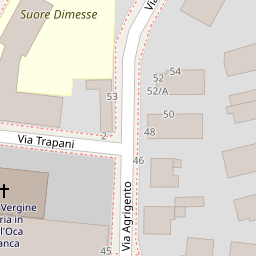 Suore Dimesse
Via
54
52
52/A
53
50
48
2
Via Trapani
46
Vergine
ria in
l'Oca
anca
Via Agrigento
45